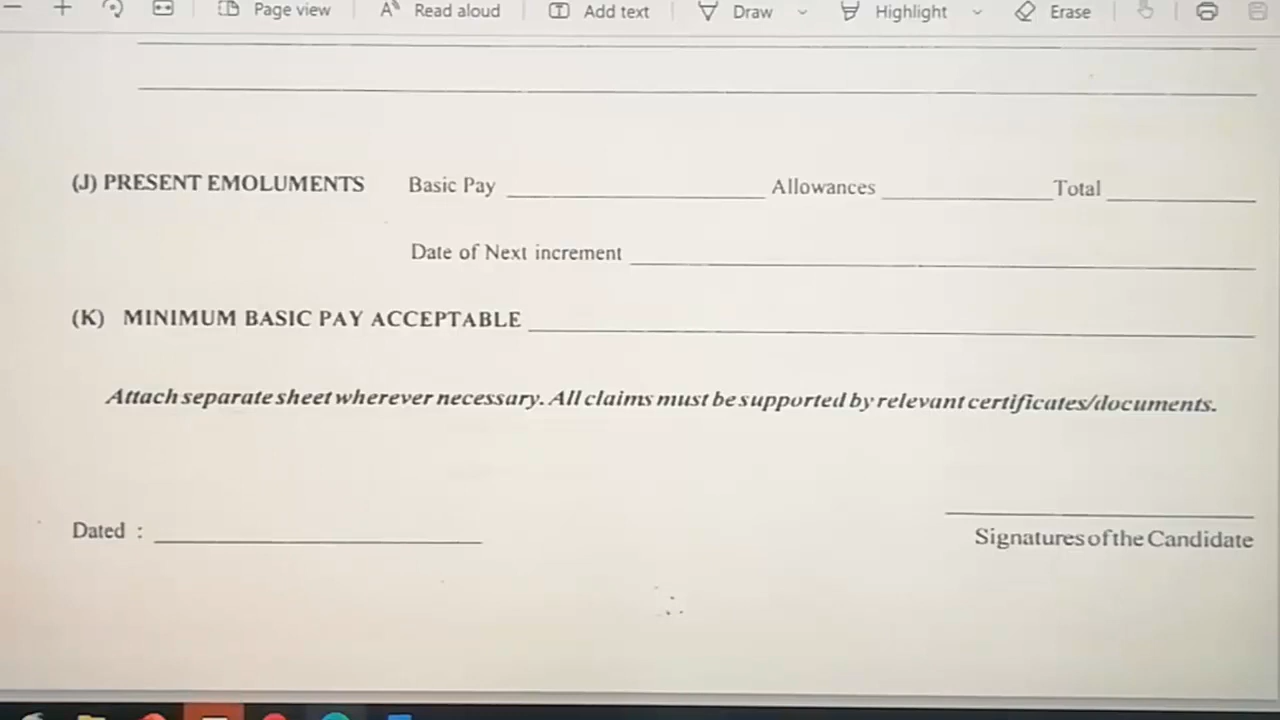 Page view Read aloud Add text Draw Highlight Erase
(J) PRESENT EMOLUMENTS Basic Pay Allowances Total
Date of Next increment
(K) MINIMUM BASIC PAY ACCEPTABLE
Attach separate sheet wherever necessary. All claims must be supported by relevant certificates/documents.
Dated :
Signatures of the Candidate